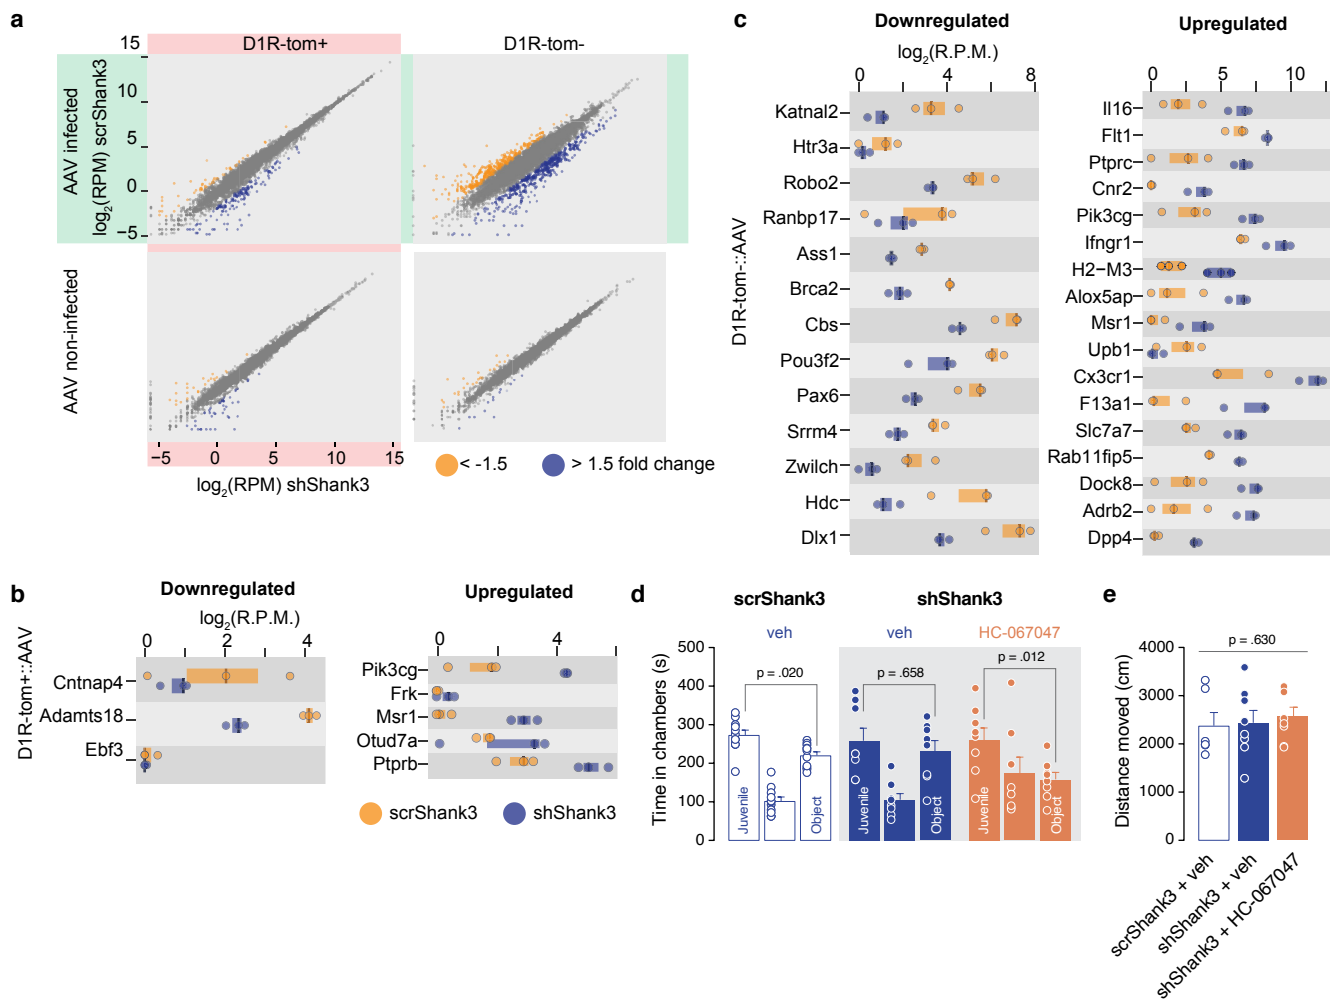 a
D1R-tom+
D1R-tom-
AAV infected
log2(RPM) scrShank3
15
10
5
0
−5
AAV non-infected
−5
0
5
10
15
log2(RPM) shShank3
< -1.5
> 1.5 fold change
b
Downregulated
log2(R.P.M.)
0
2
4
D1R-tom+::AAV
Cntnap4
Adamts18
Ebf3
Upregulated
0
4
Pik3cg
Frk
Msr1
Otud7a
Ptprb
scrShank3
shShank3
c
Downregulated
log2(R.P.M.)
0
4
8
D1R-tom-::AAV
Katnal2
Htr3a
Robo2
Ranbp17
Ass1
Brca2
Cbs
Pou3f2
Pax6
Srrm4
Zwilch
Hdc
Dlx1
Upregulated
0
5
10
Il16
Flt1
Ptprc
Cnr2
Pik3cg
Ifngr1
H2−M3
Alox5ap
Msr1
Upb1
Cx3cr1
F13a1
Slc7a7
Rab11fip5
Dock8
Adrb2
Dpp4
d
scrShank3
shShank3
veh
veh
HC-067047
Time in chambers (s)
500
400
300
200
100
0
p = .020
p = .658
p = .012
Juvenile
Object
Juvenile
Object
Juvenile
Object
e
p = .630
Distance moved (cm)
4000
3000
2000
1000
0
scrShank3 + veh
shShank3 + veh
shShank3 + HC-067047